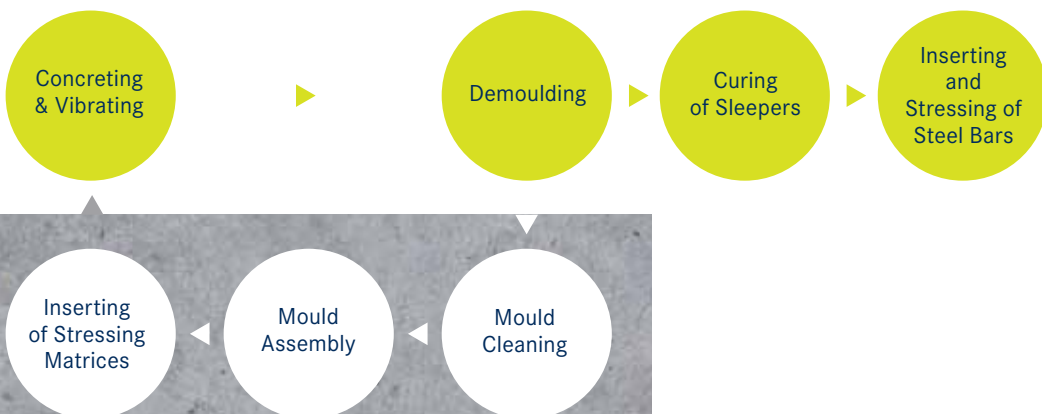 Concreting
& Vibrating
Demoulding
Curing
of Sleepers
Inserting
and
Stressing of
Steel Bars
Inserting
of Stressing
Matrices
Mould
Assembly
Mould
Cleaning